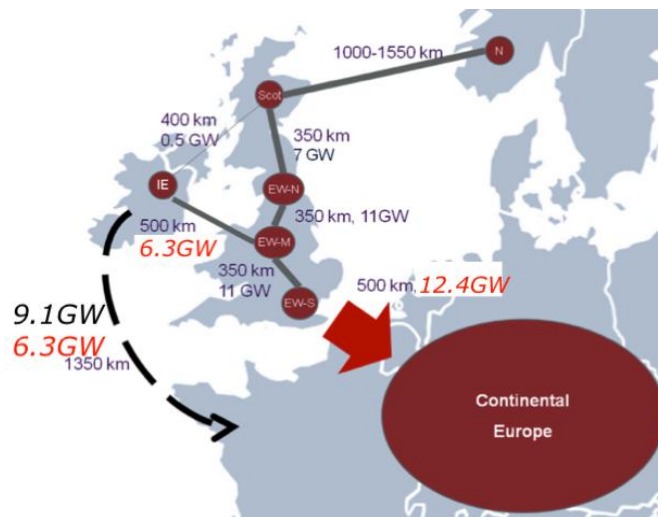 1000-1550 km
N
Scot
400 km
0.5 GW
350 km
7 GW
IE
EW-N
350 km, 11GW
500 km
6.3GW
EW-M
350 km
11 GW
EW-S
500 km, 12.4GW
9.1GW
6.3GW
1350 km
Continental
Europe